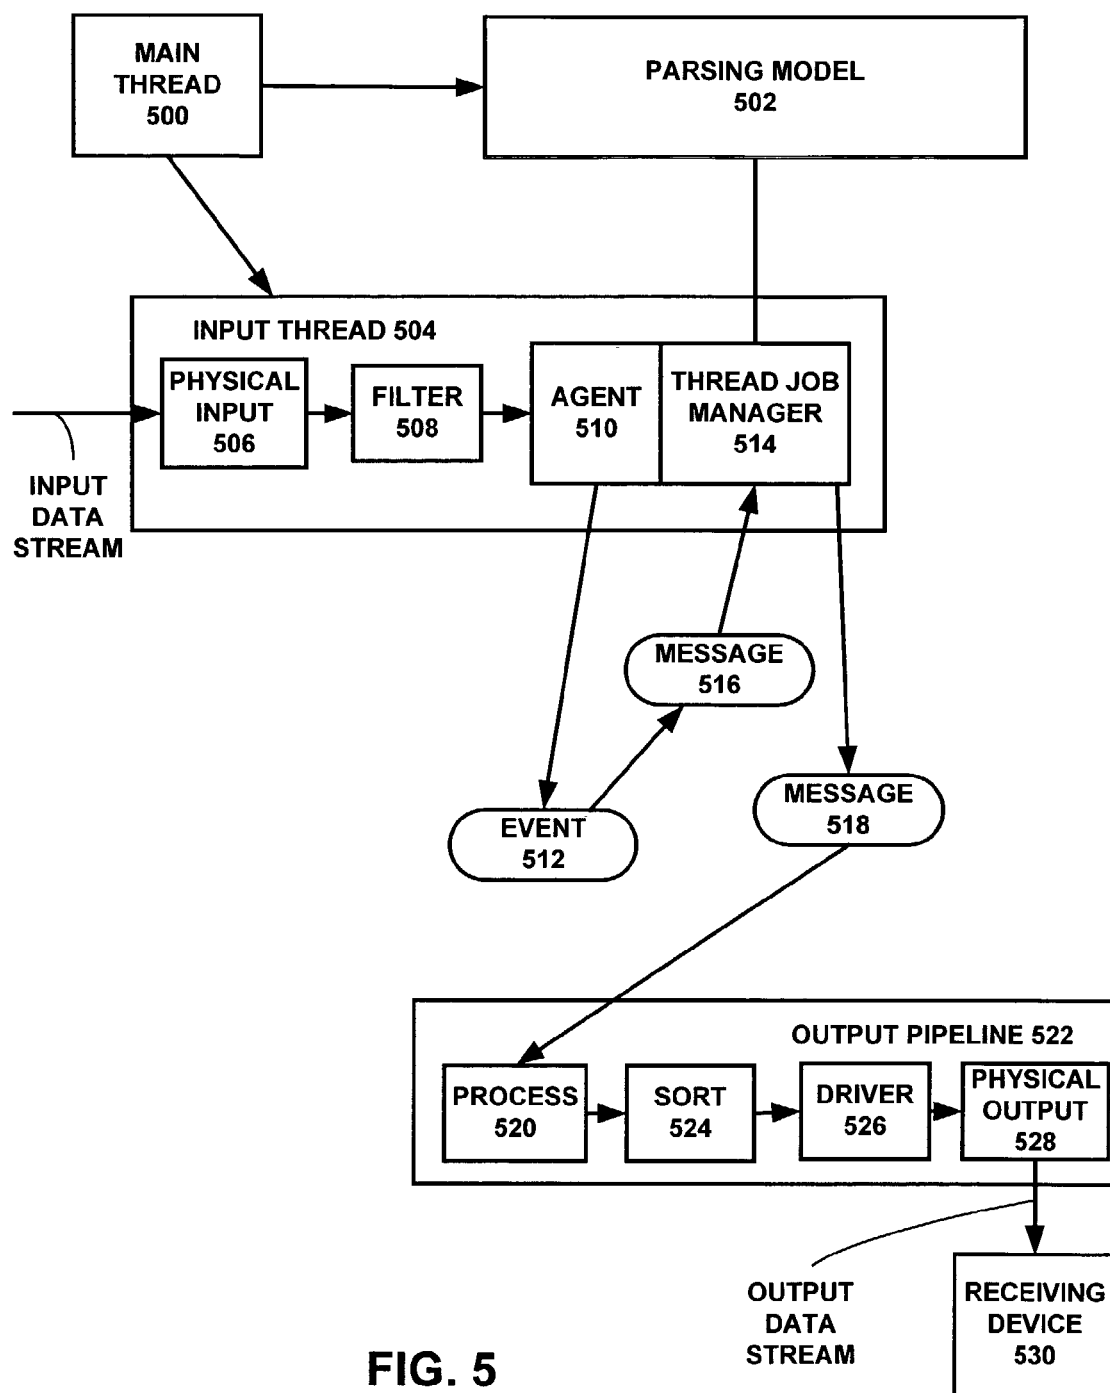 MAIN
THREAD
500
PARSING MODEL
502
INPUT THREAD 504
PHYSICAL
INPUT
506
FILTER
508
AGENT
510
THREAD JOB
MANAGER
514
INPUT
DATA
STREAM
MESSAGE
516
MESSAGE
518
EVENT
512
OUTPUT PIPELINE 522
PROCESS
520
SORT
524
DRIVER
526
PHYSICAL
OUTPUT
528
OUTPUT
DATA
STREAM
RECEIVING
DEVICE
530
FIG. 5